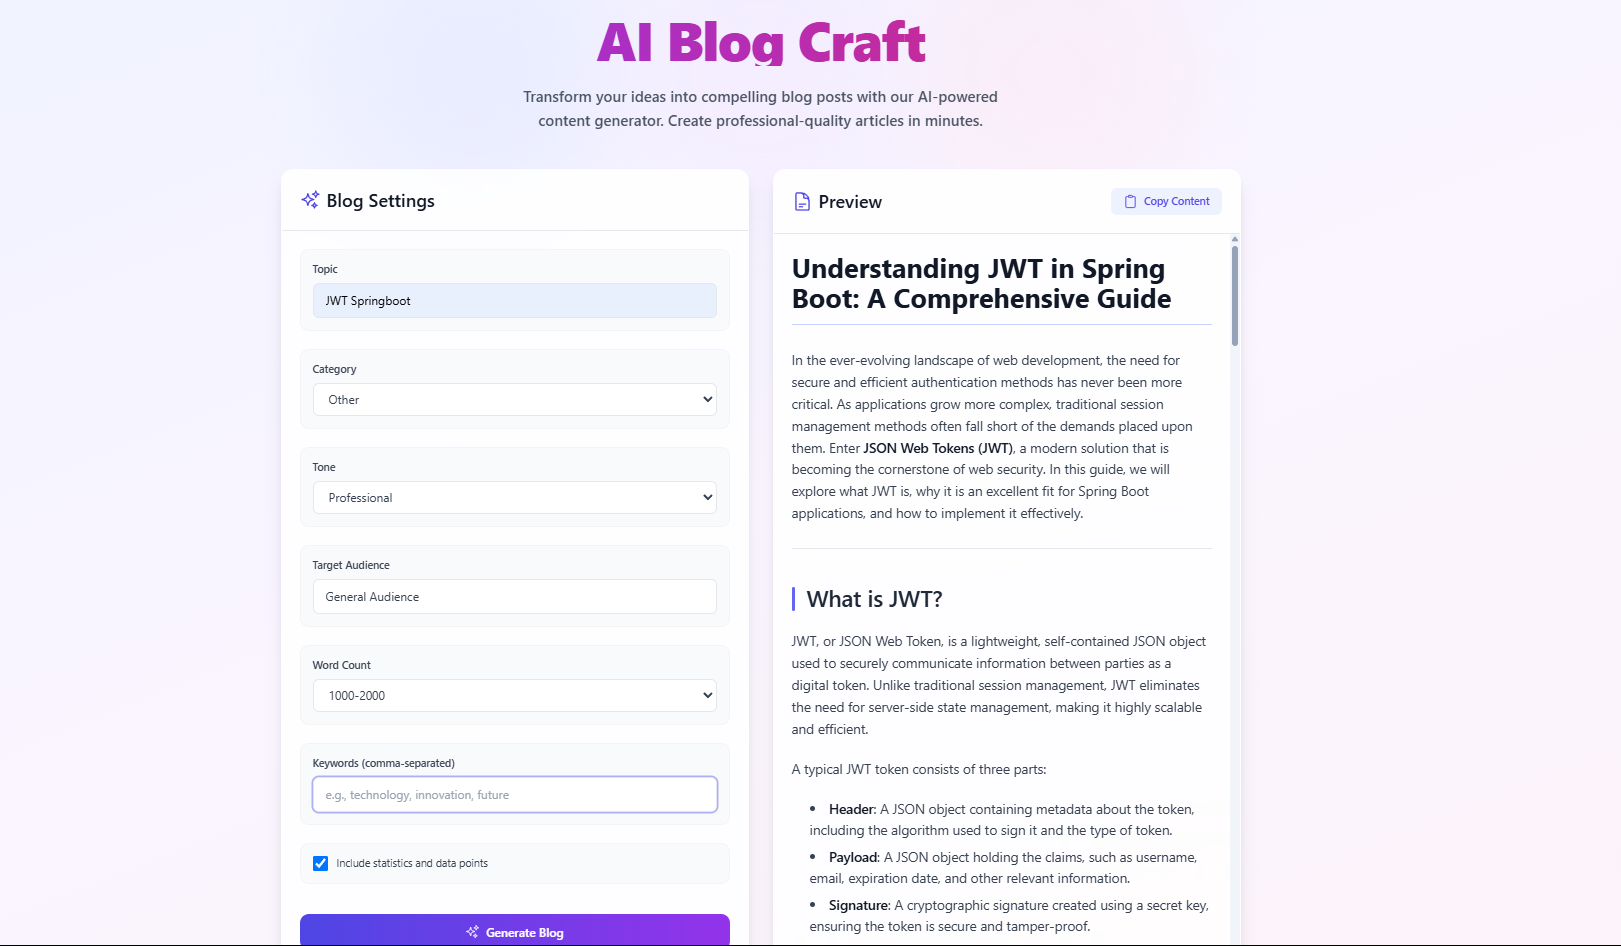 AI Blog Craft
Transform your ideas into compelling blog posts with our AI-powered
content generator. Create professional-quality articles in minutes.
Blog Settings
Topic
JWT Springboot
Category
Other
Tone
Professional
Target Audience
General Audience
Word Count
1000-2000
Keywords (comma-separated)
e.g., technology, innovation, future
Include statistics and data points
Generate Blog
Preview
Copy Content
Understanding JWT in Spring
Boot: A Comprehensive Guide
In the ever-evolving landscape of web development, the need for
secure and efficient authentication methods has never been more
critical. As applications grow more complex, traditional session
management methods often fall short of the demands placed upon
them. Enter JSON Web Tokens (JWT), a modern solution that is
becoming the cornerstone of web security. In this guide, we will
explore what JWT is, why it is an excellent fit for Spring Boot
applications, and how to implement it effectively.
What is JWT?
JWT, or JSON Web Token, is a lightweight, self-contained JSON object
used to securely communicate information between parties as a
digital token. Unlike traditional session management, JWT eliminates
the need for server-side state management, making it highly scalable
and efficient.
A typical JWT token consists of three parts:
• Header: A JSON object containing metadata about the token,
including the algorithm used to sign it and the type of token.
• Payload: A JSON object holding the claims, such as username,
email, expiration date, and other relevant information.
• Signature: A cryptographic signature created using a secret key,
ensuring the token is secure and tamper-proof.